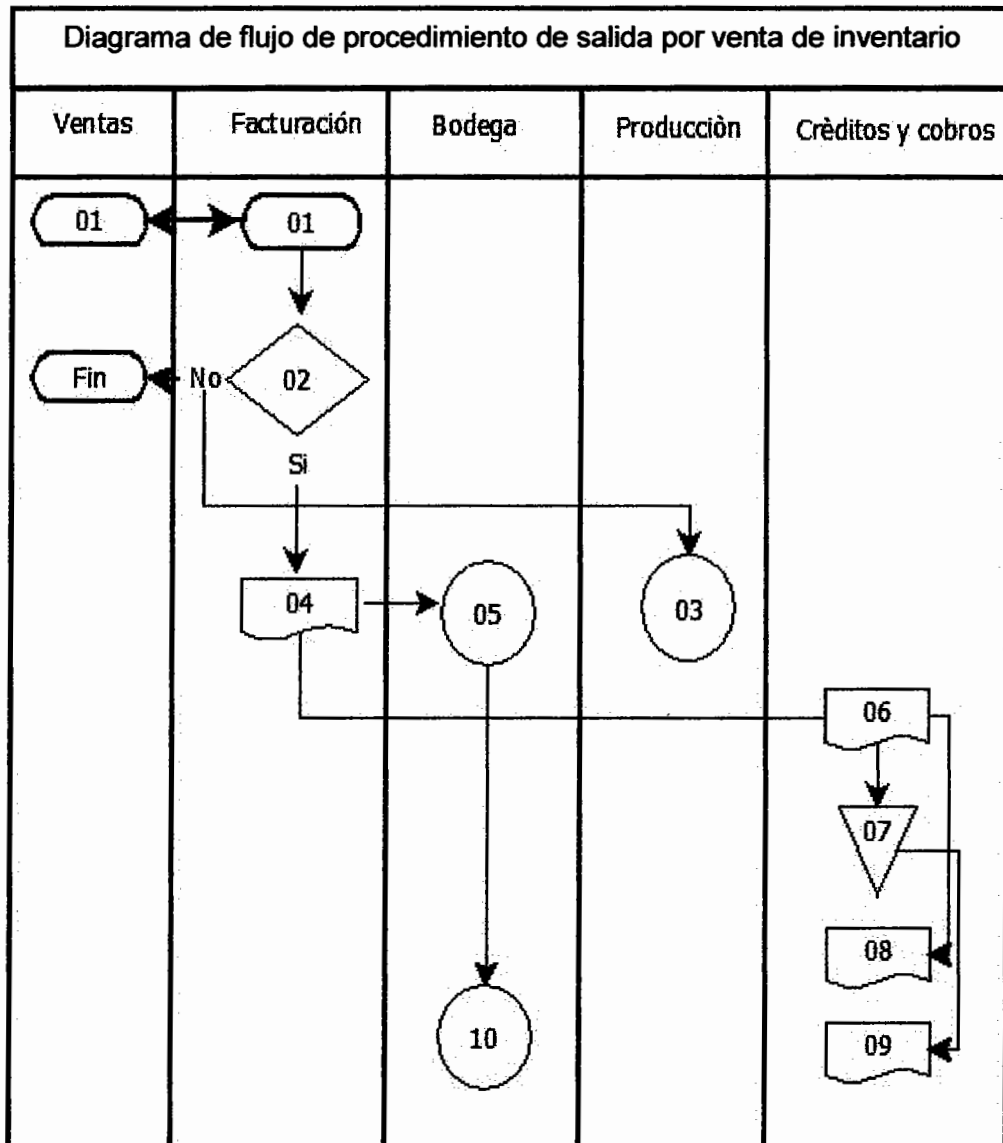 Diagrama de flujo de procedimiento de salida por venta de inventario
Ventas
Facturación
Bodega
Producciòn
Crèditos y cobros
01
01
Fin
No
02
Si
04
05
03
06
07
08
10
09